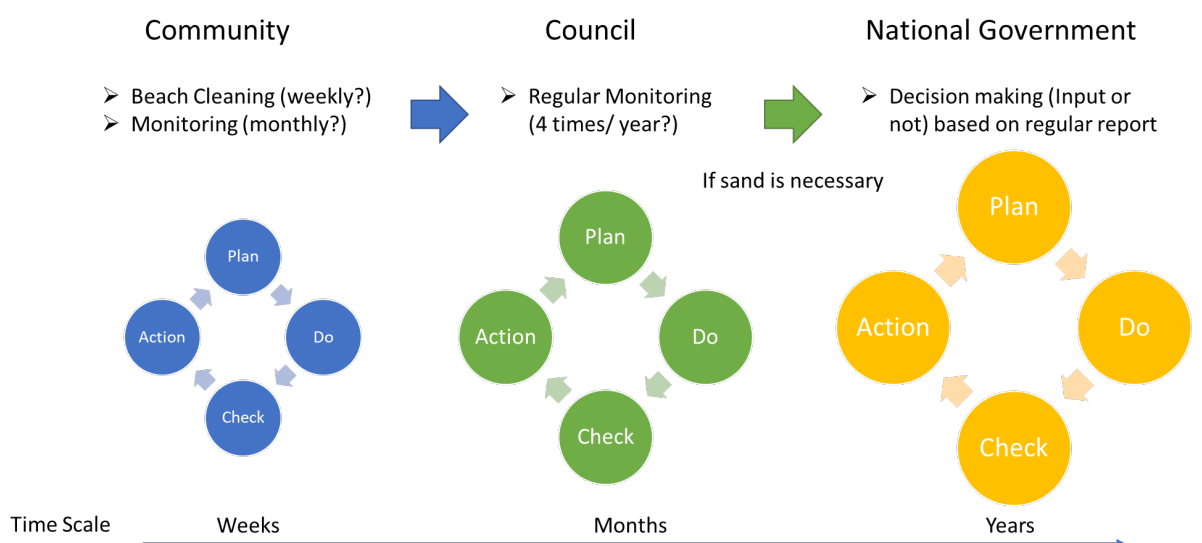 Community
Council
National Government
➢ Beach Cleaning (weekly?)
➢ Monitoring (monthly?)
➢ Regular Monitoring
(4 times/ year?)
➢ Decision making (Input or
not) based on regular report
If sand is necessary
Plan
Do
Check
Action
Plan
Do
Check
Action
Plan
Do
Check
Action
Time Scale
Weeks
Months
Years